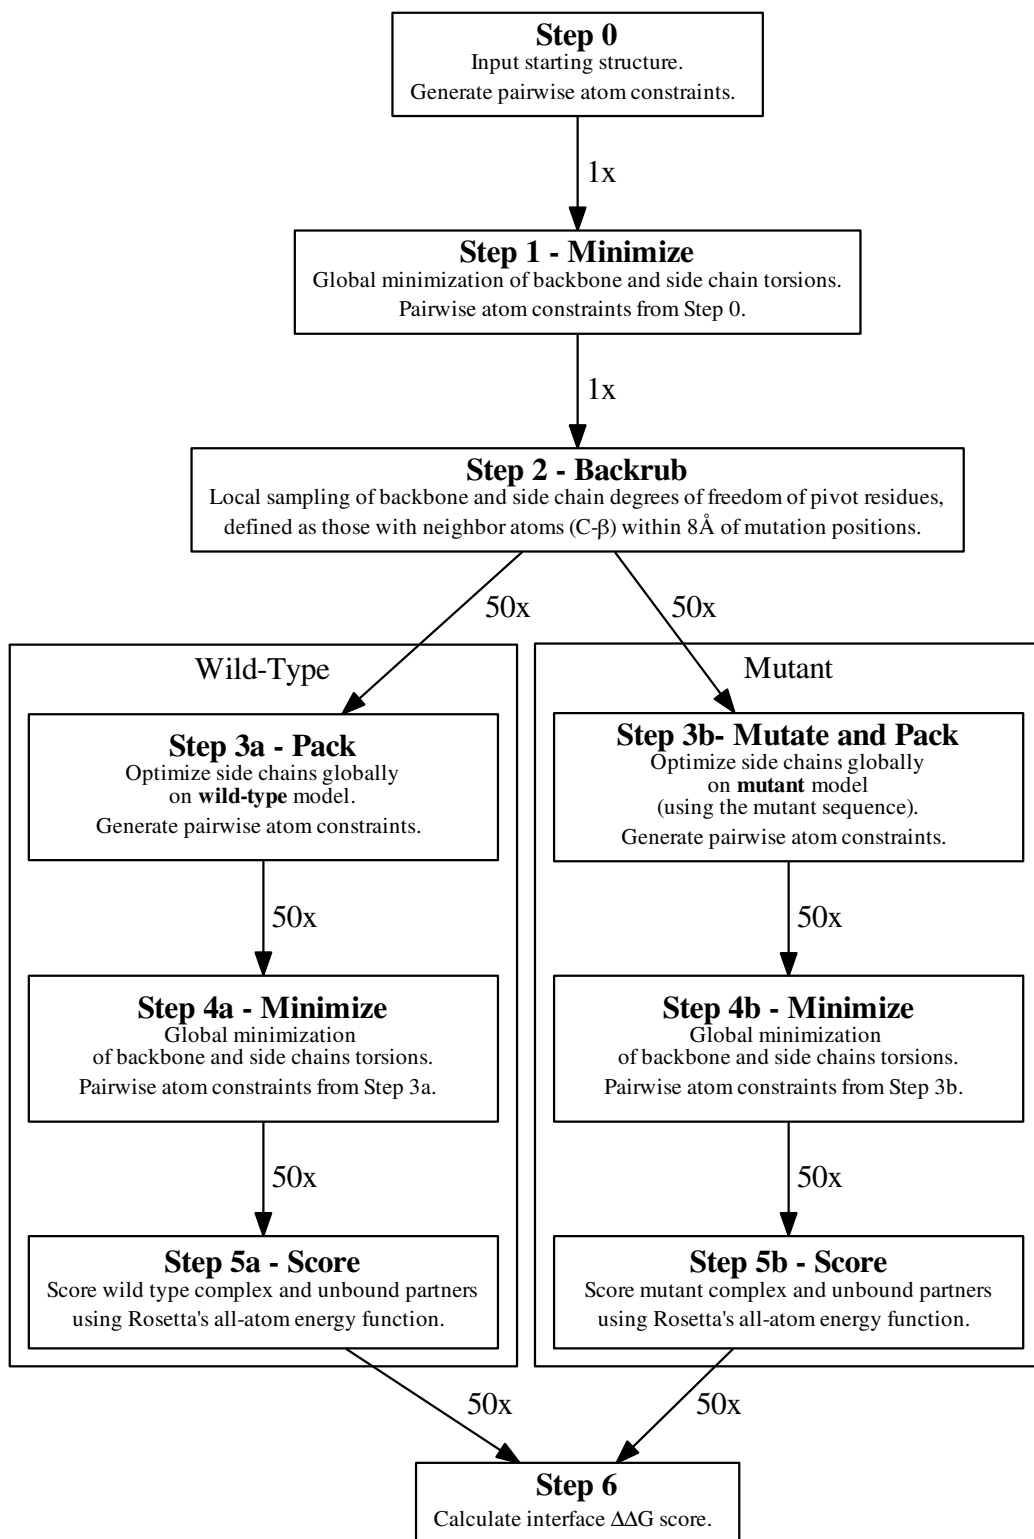 Step 0
Input starting structure.
Generate pairwise atom constraints.
1x
Step 1 - Minimize
Global minimization of backbone and side chain torsions.
Pairwise atom constraints from Step 0.
1x
Step 2 - Backrub
Local sampling of backbone and side chain degrees of freedom of pivot residues,
defined as those with neighbor atoms (C-β) within 8Å of mutation positions.
50x
50x
Wild-Type
Step 3a - Pack
Optimize side chains globally
on wild-type model.
Generate pairwise atom constraints.
50x
Step 4a - Minimize
Global minimization
of backbone and side chains torsions.
Pairwise atom constraints from Step 3a.
50x
Step 5a - Score
Score wild type complex and unbound partners
using Rosetta's all-atom energy function.
50x
Mutant
Step 3b- Mutate and Pack
Optimize side chains globally
on mutant model
(using the mutant sequence).
Generate pairwise atom constraints.
50x
Step 4b - Minimize
Global minimization
of backbone and side chains torsions.
Pairwise atom constraints from Step 3b.
50x
Step 5b - Score
Score mutant complex and unbound partners
using Rosetta's all-atom energy function.
50x
Step 6
Calculate interface ΔΔG score.